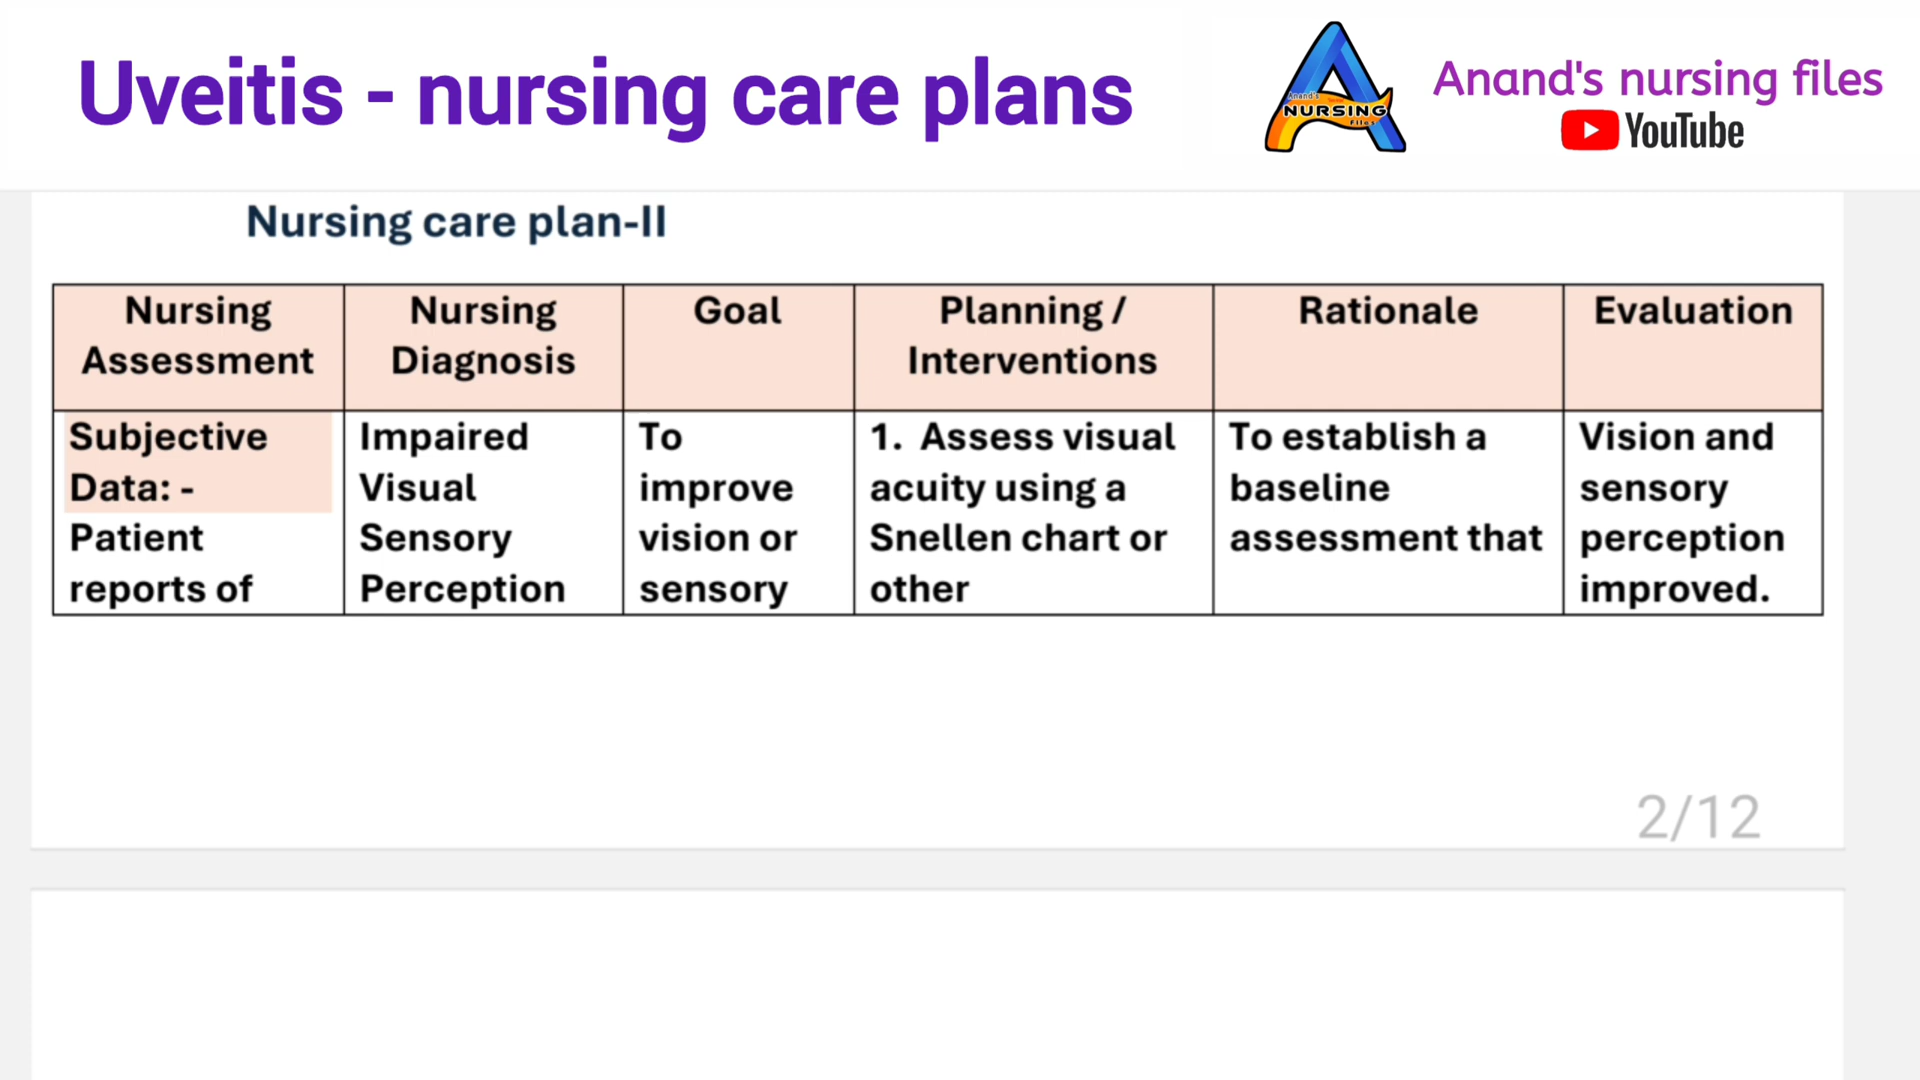 Uveitis - nursing care plans
Anand's
NURSING
Files
Anand's nursing files
YouTube
Nursing care plan-II
Nursing Assessment
Nursing Diagnosis
Goal
Planning / Interventions
Rationale
Evaluation
Subjective
Data: -
Patient
reports of
Impaired
Visual
Sensory
Perception
To
improve
vision or
sensory
1. Assess visual
acuity using a
Snellen chart or
other
To establish a
baseline
assessment that
Vision and
sensory
perception
improved.
2/12